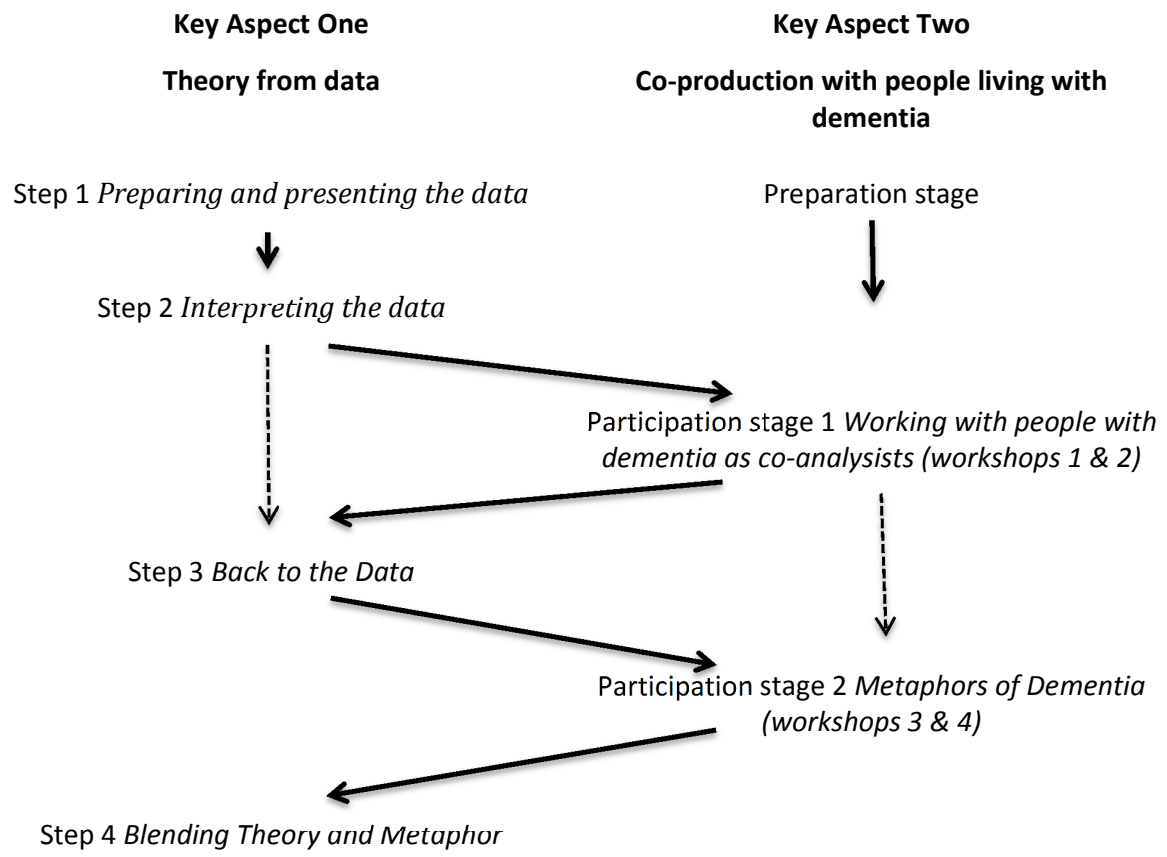 Key Aspect One
Key Aspect Two
Theory from data
Co-production with people living with
dementia
Step 1 Preparing and presenting the data
Preparation stage
Step 2 Interpreting the data
Participation stage 1 Working with people with
dementia as co-analysists (workshops 1 & 2)
Step 3 Back to the Data
Participation stage 2 Metaphors of Dementia
(workshops 3 & 4)
Step 4 Blending Theory and Metaphor